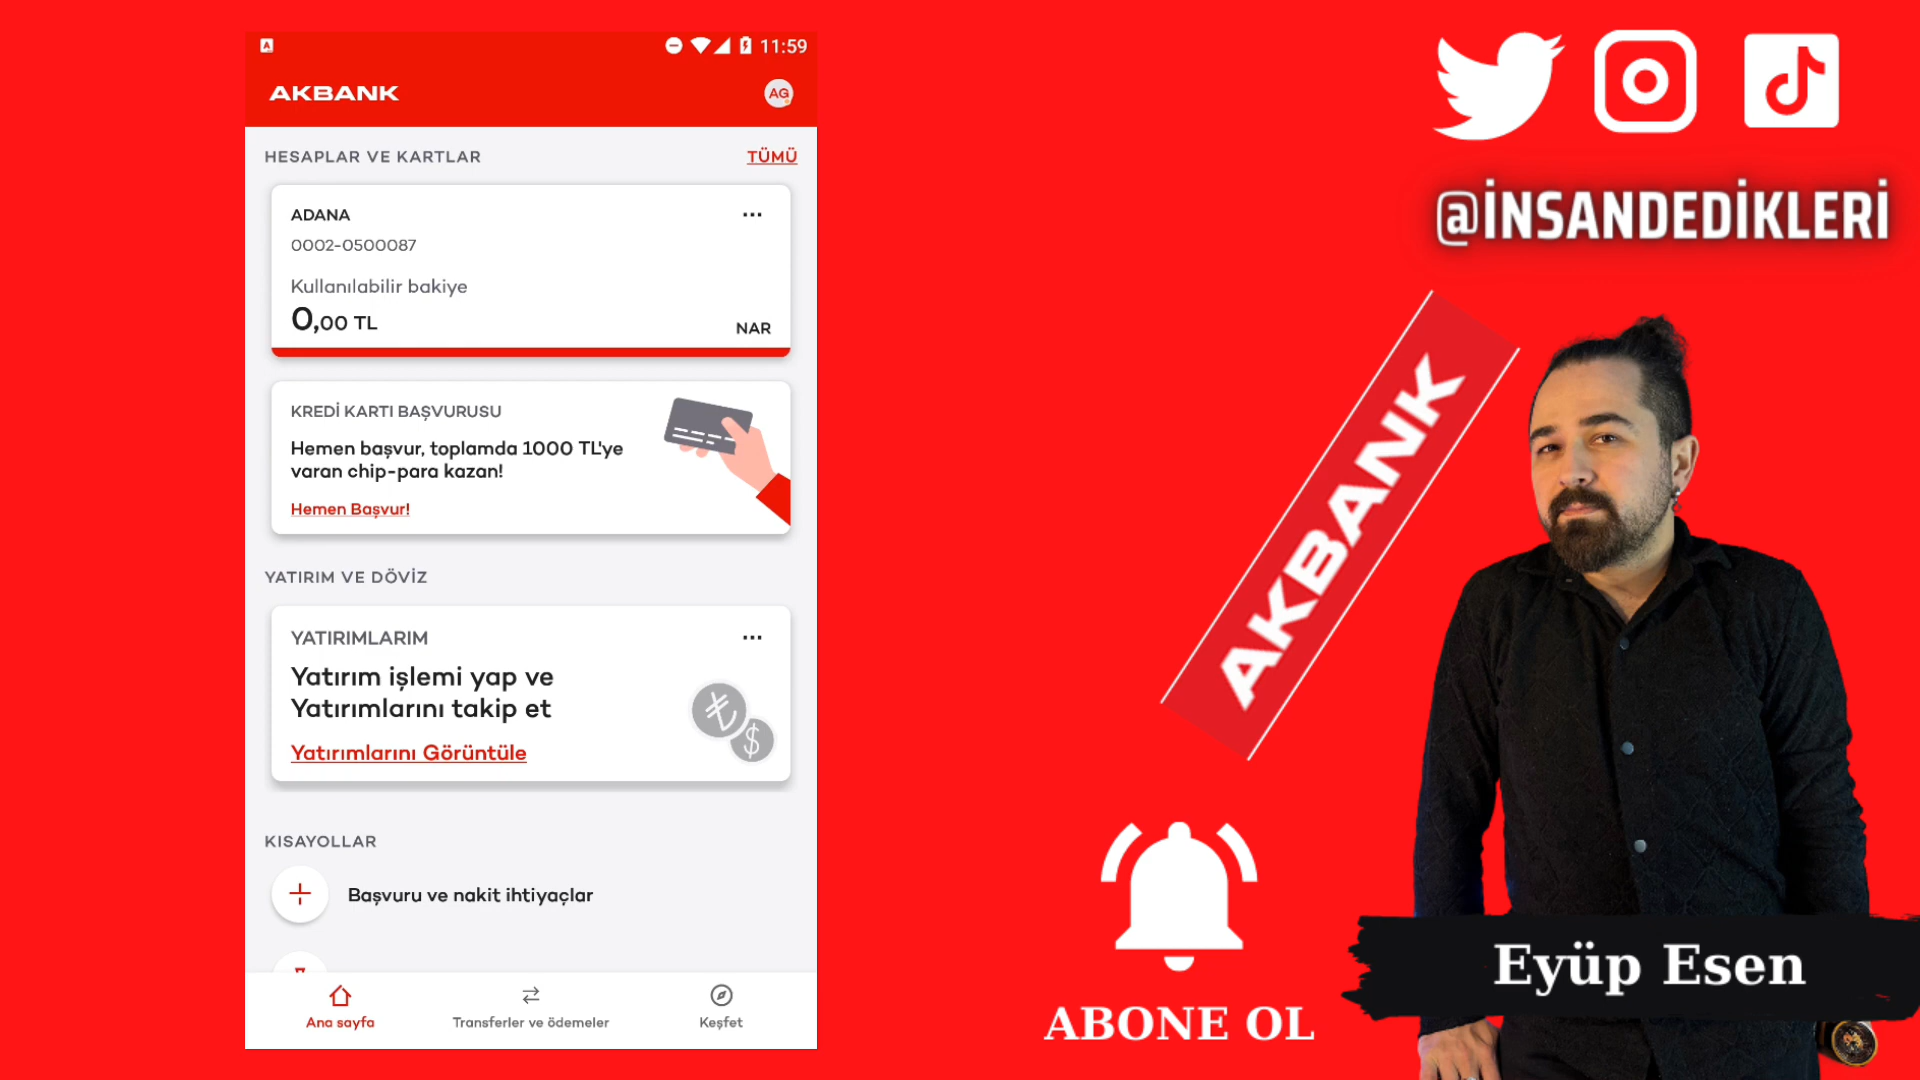 A
11:59
AKBANK
AG
HESAPLAR VE KARTLAR
TÜMÜ
ADANA
...
0002-0500087
Kullanılabilir bakiye
0,00 TL
NAR
KREDİ KARTI BAŞVURUSU
Hemen başvur, toplamda 1000 TL'ye
varan chip-para kazan!
Hemen Başvur!
YATIRIM VE DÖVİZ
YATIRIMLARIM
...
Yatırım işlemi yap ve
Yatırımlarını takip et
Yatırımlarını Görüntüle
₺
$
KISAYOLLAR
Başvuru ve nakit ihtiyaçlar
Ana sayfa
Transferler ve ödemeler
Keşfet
@İNSANDEDİKLERİ
AKBANK
ABONE OL
Eyüp Esen